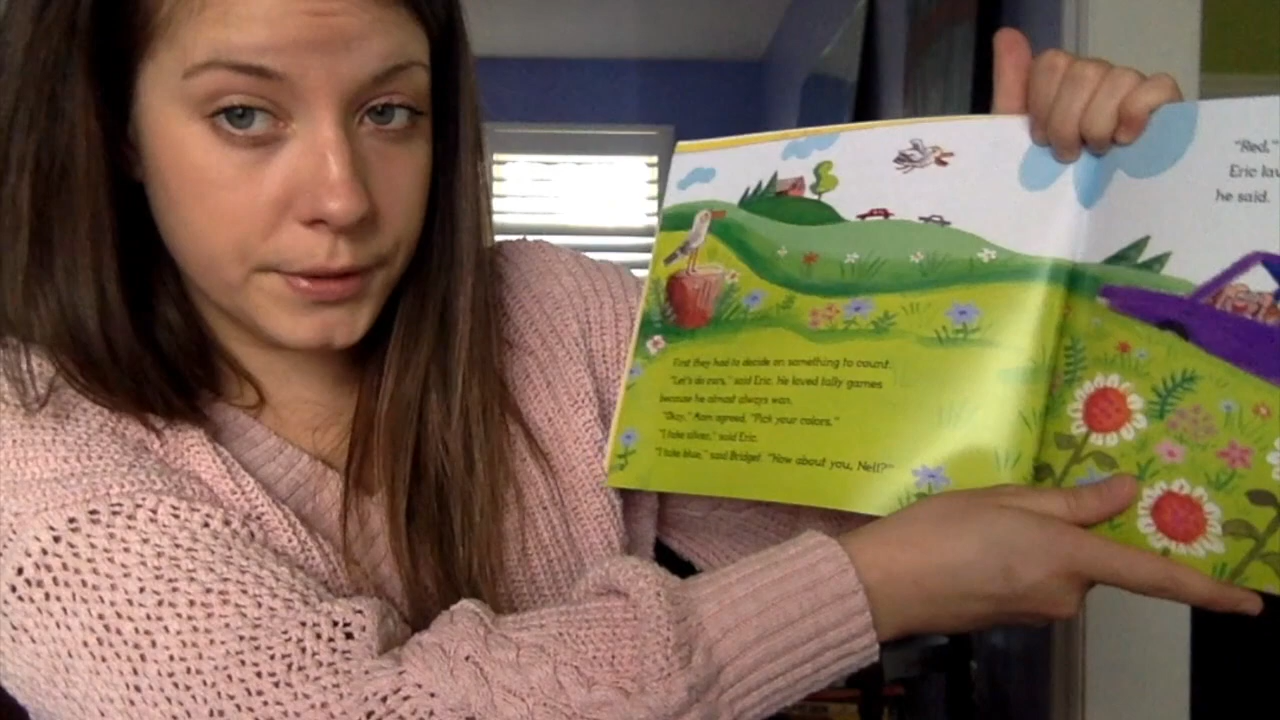 First they had to decide on something to count.
"Let's do cars," said Eric. He loved tally games
because he almost always won.
"Okay," Mom agreed. "Pick your colors."
"I take silver," said Eric.
"I take blue," said Bridget. "How about you, Nell?"
"Red,"
Eric
he said.